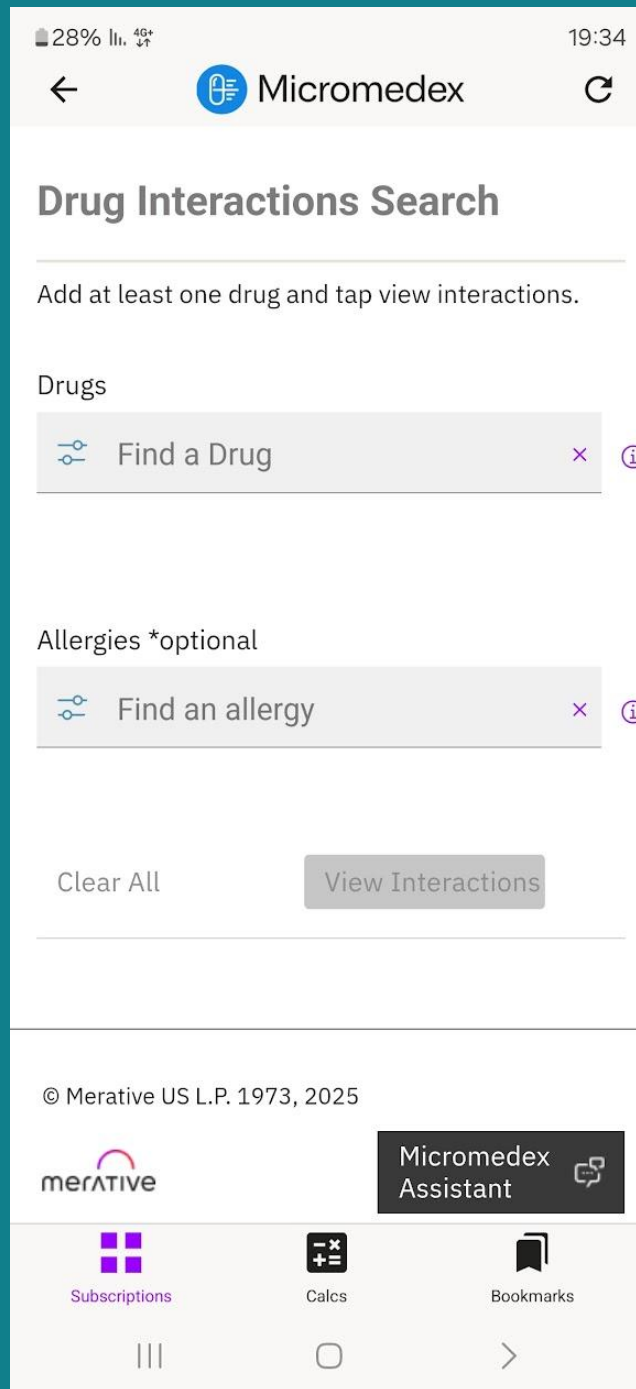 28% 4G+ 19:34
Micromedex
Drug Interactions Search
Add at least one drug and tap view interactions.
Drugs
Find a Drug
Allergies *optional
Find an allergy
Clear All View Interactions
© Merative US L.P. 1973, 2025
merative
Micromedex
Assistant
Subscriptions Calcs Bookmarks